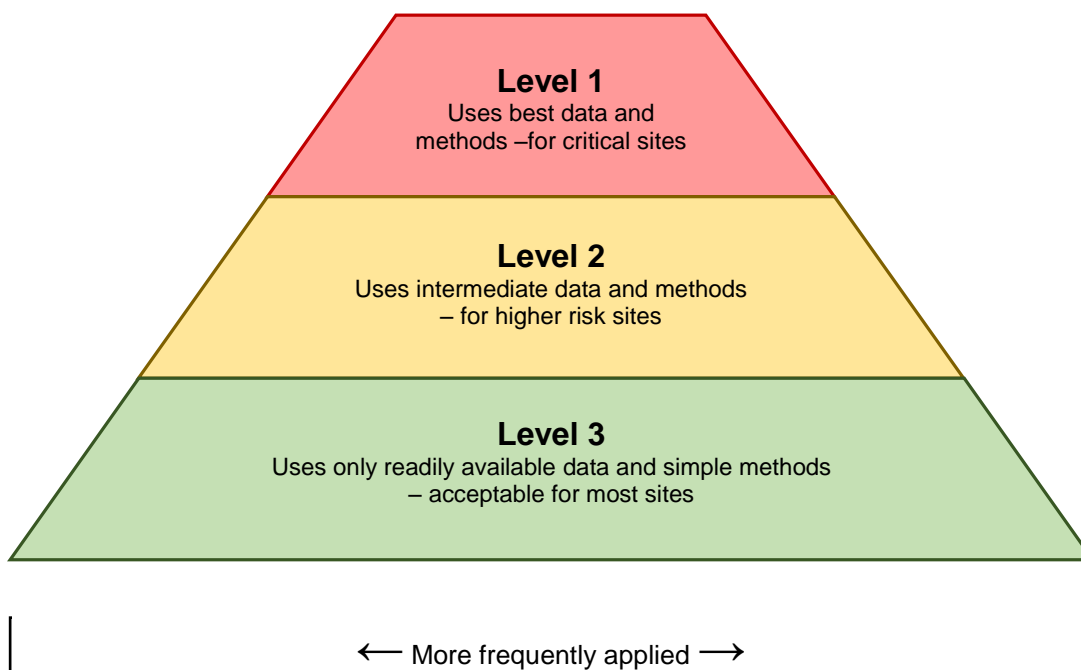 Level 1
Uses best data and
methods –for critical sites
Level 2
Uses intermediate data and methods
– for higher risk sites
Level 3
Uses only readily available data and simple methods
– acceptable for most sites
← More frequently applied →